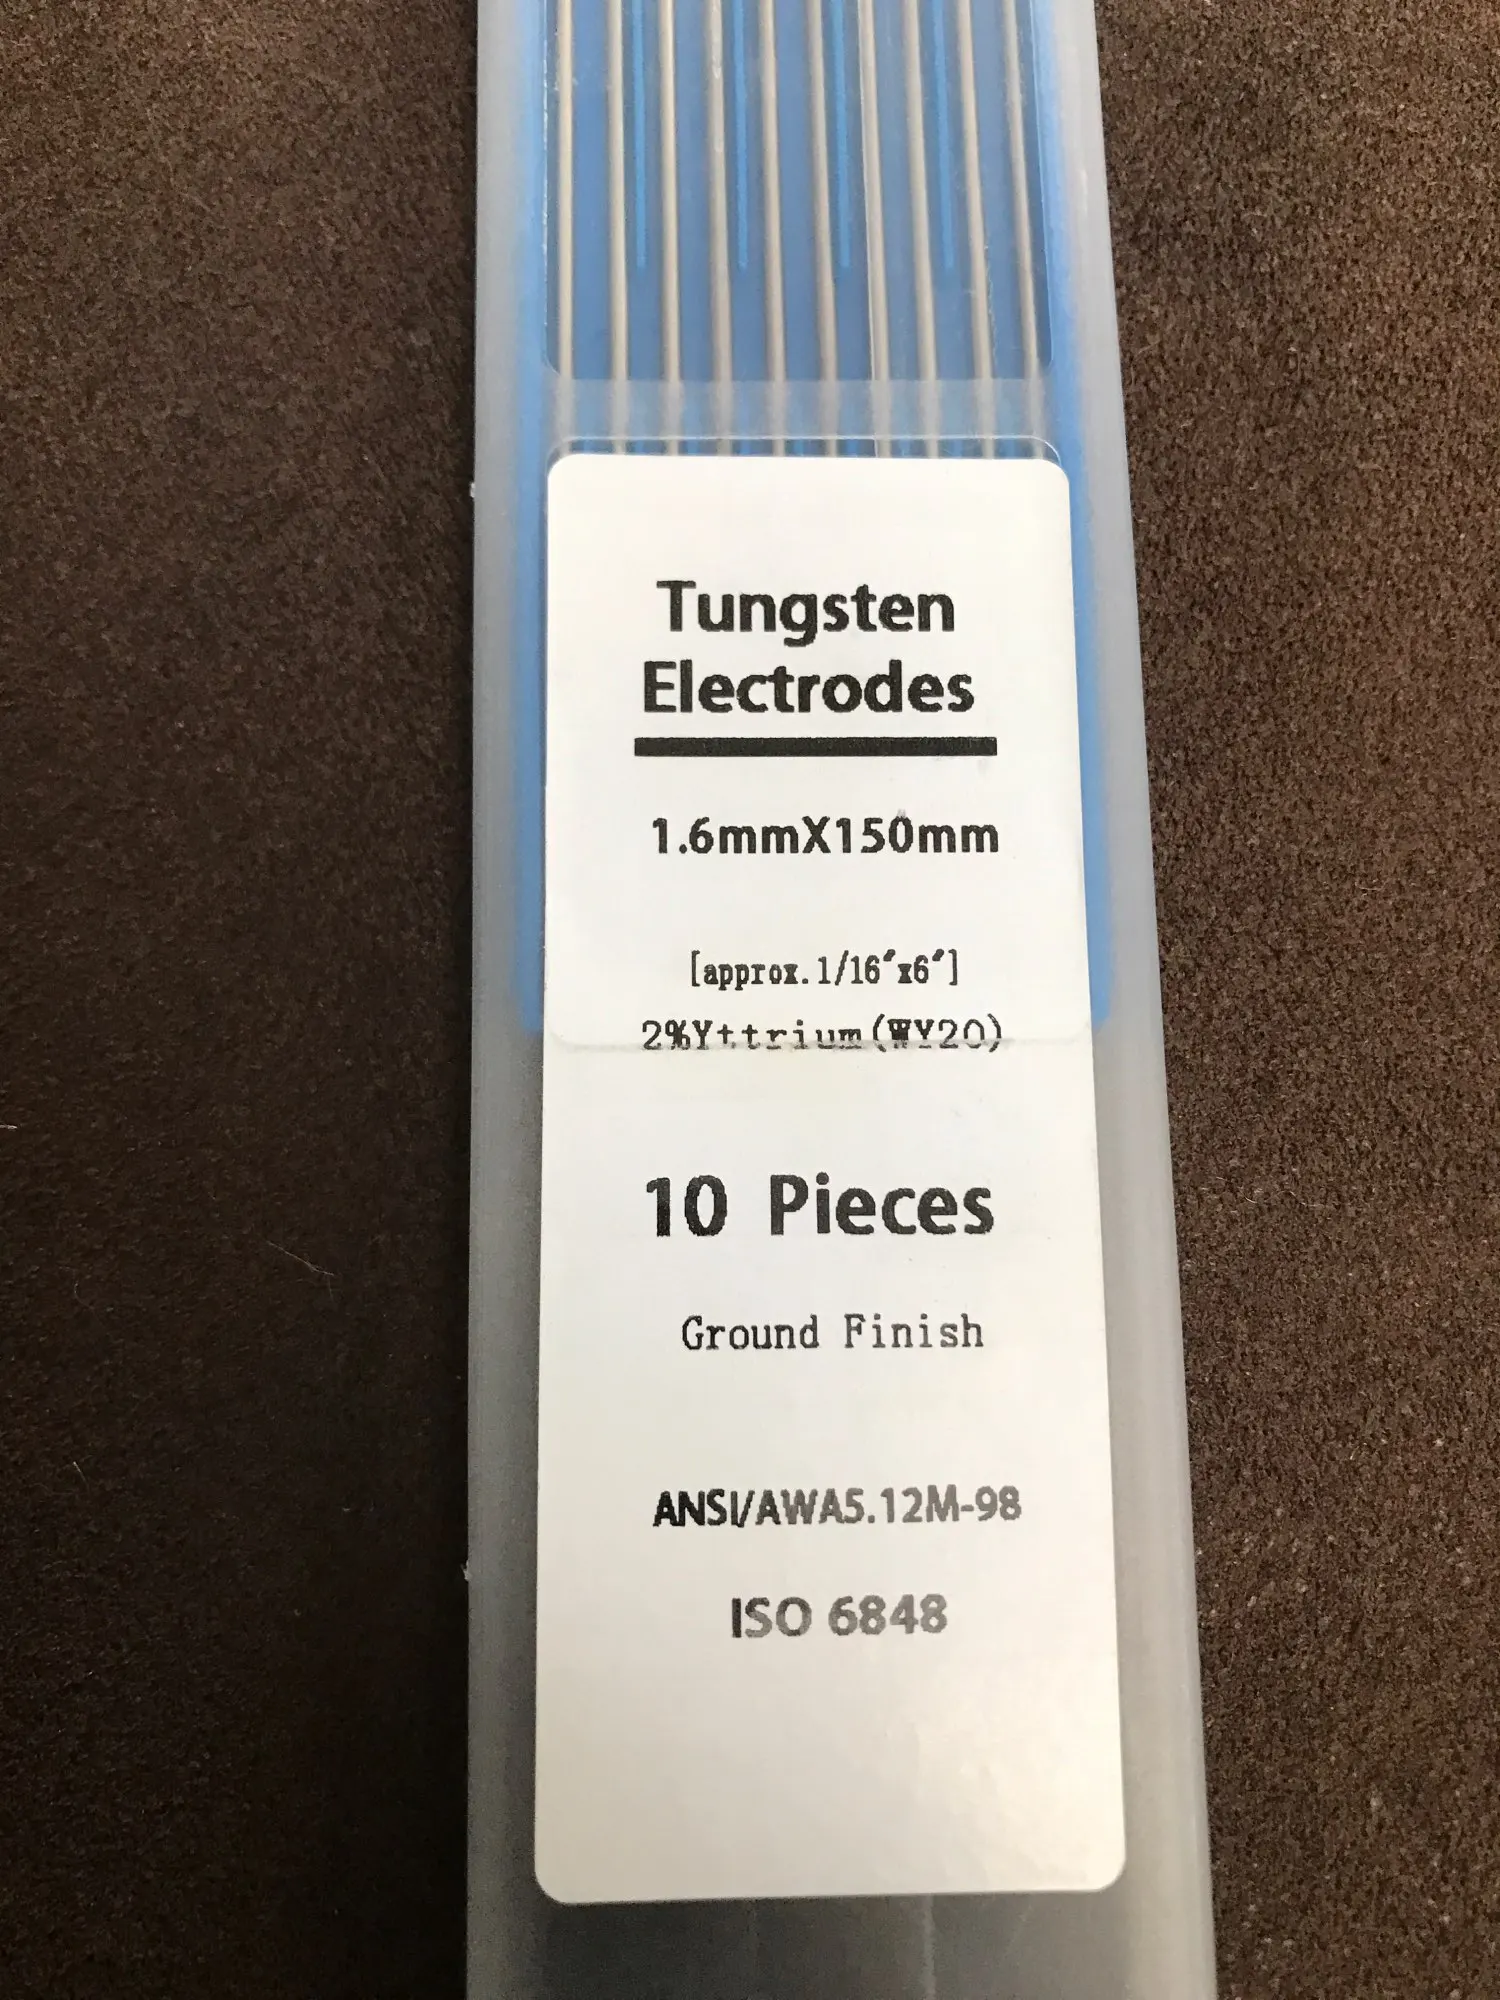 Tungsten
Electrodes
1.6mmX150mm
[approx.1/16″x6″]
2%Yttrium(WY20)
10 Pieces
Ground Finish
ANSI/AWA5.12M-98
ISO 6848